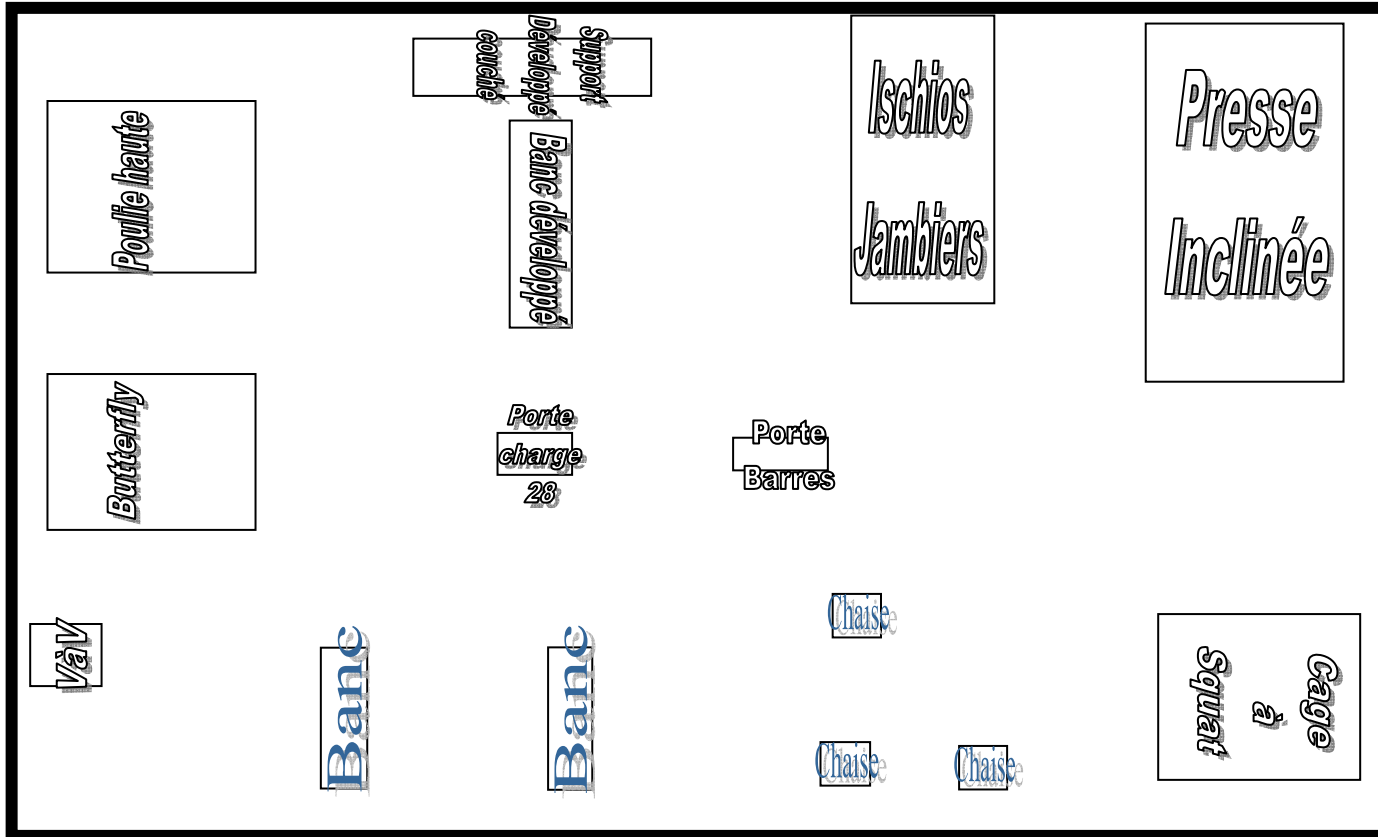 Support
Développé
couché
Ischios
Jambiers
Presse
Inclinée
Poulie haute
Banc développé
Butterfly
Porte
charge
28
Porte
Barres
VàV
Banc
Banc
Chaise
Chaise
Chaise
Cage
à
Squat